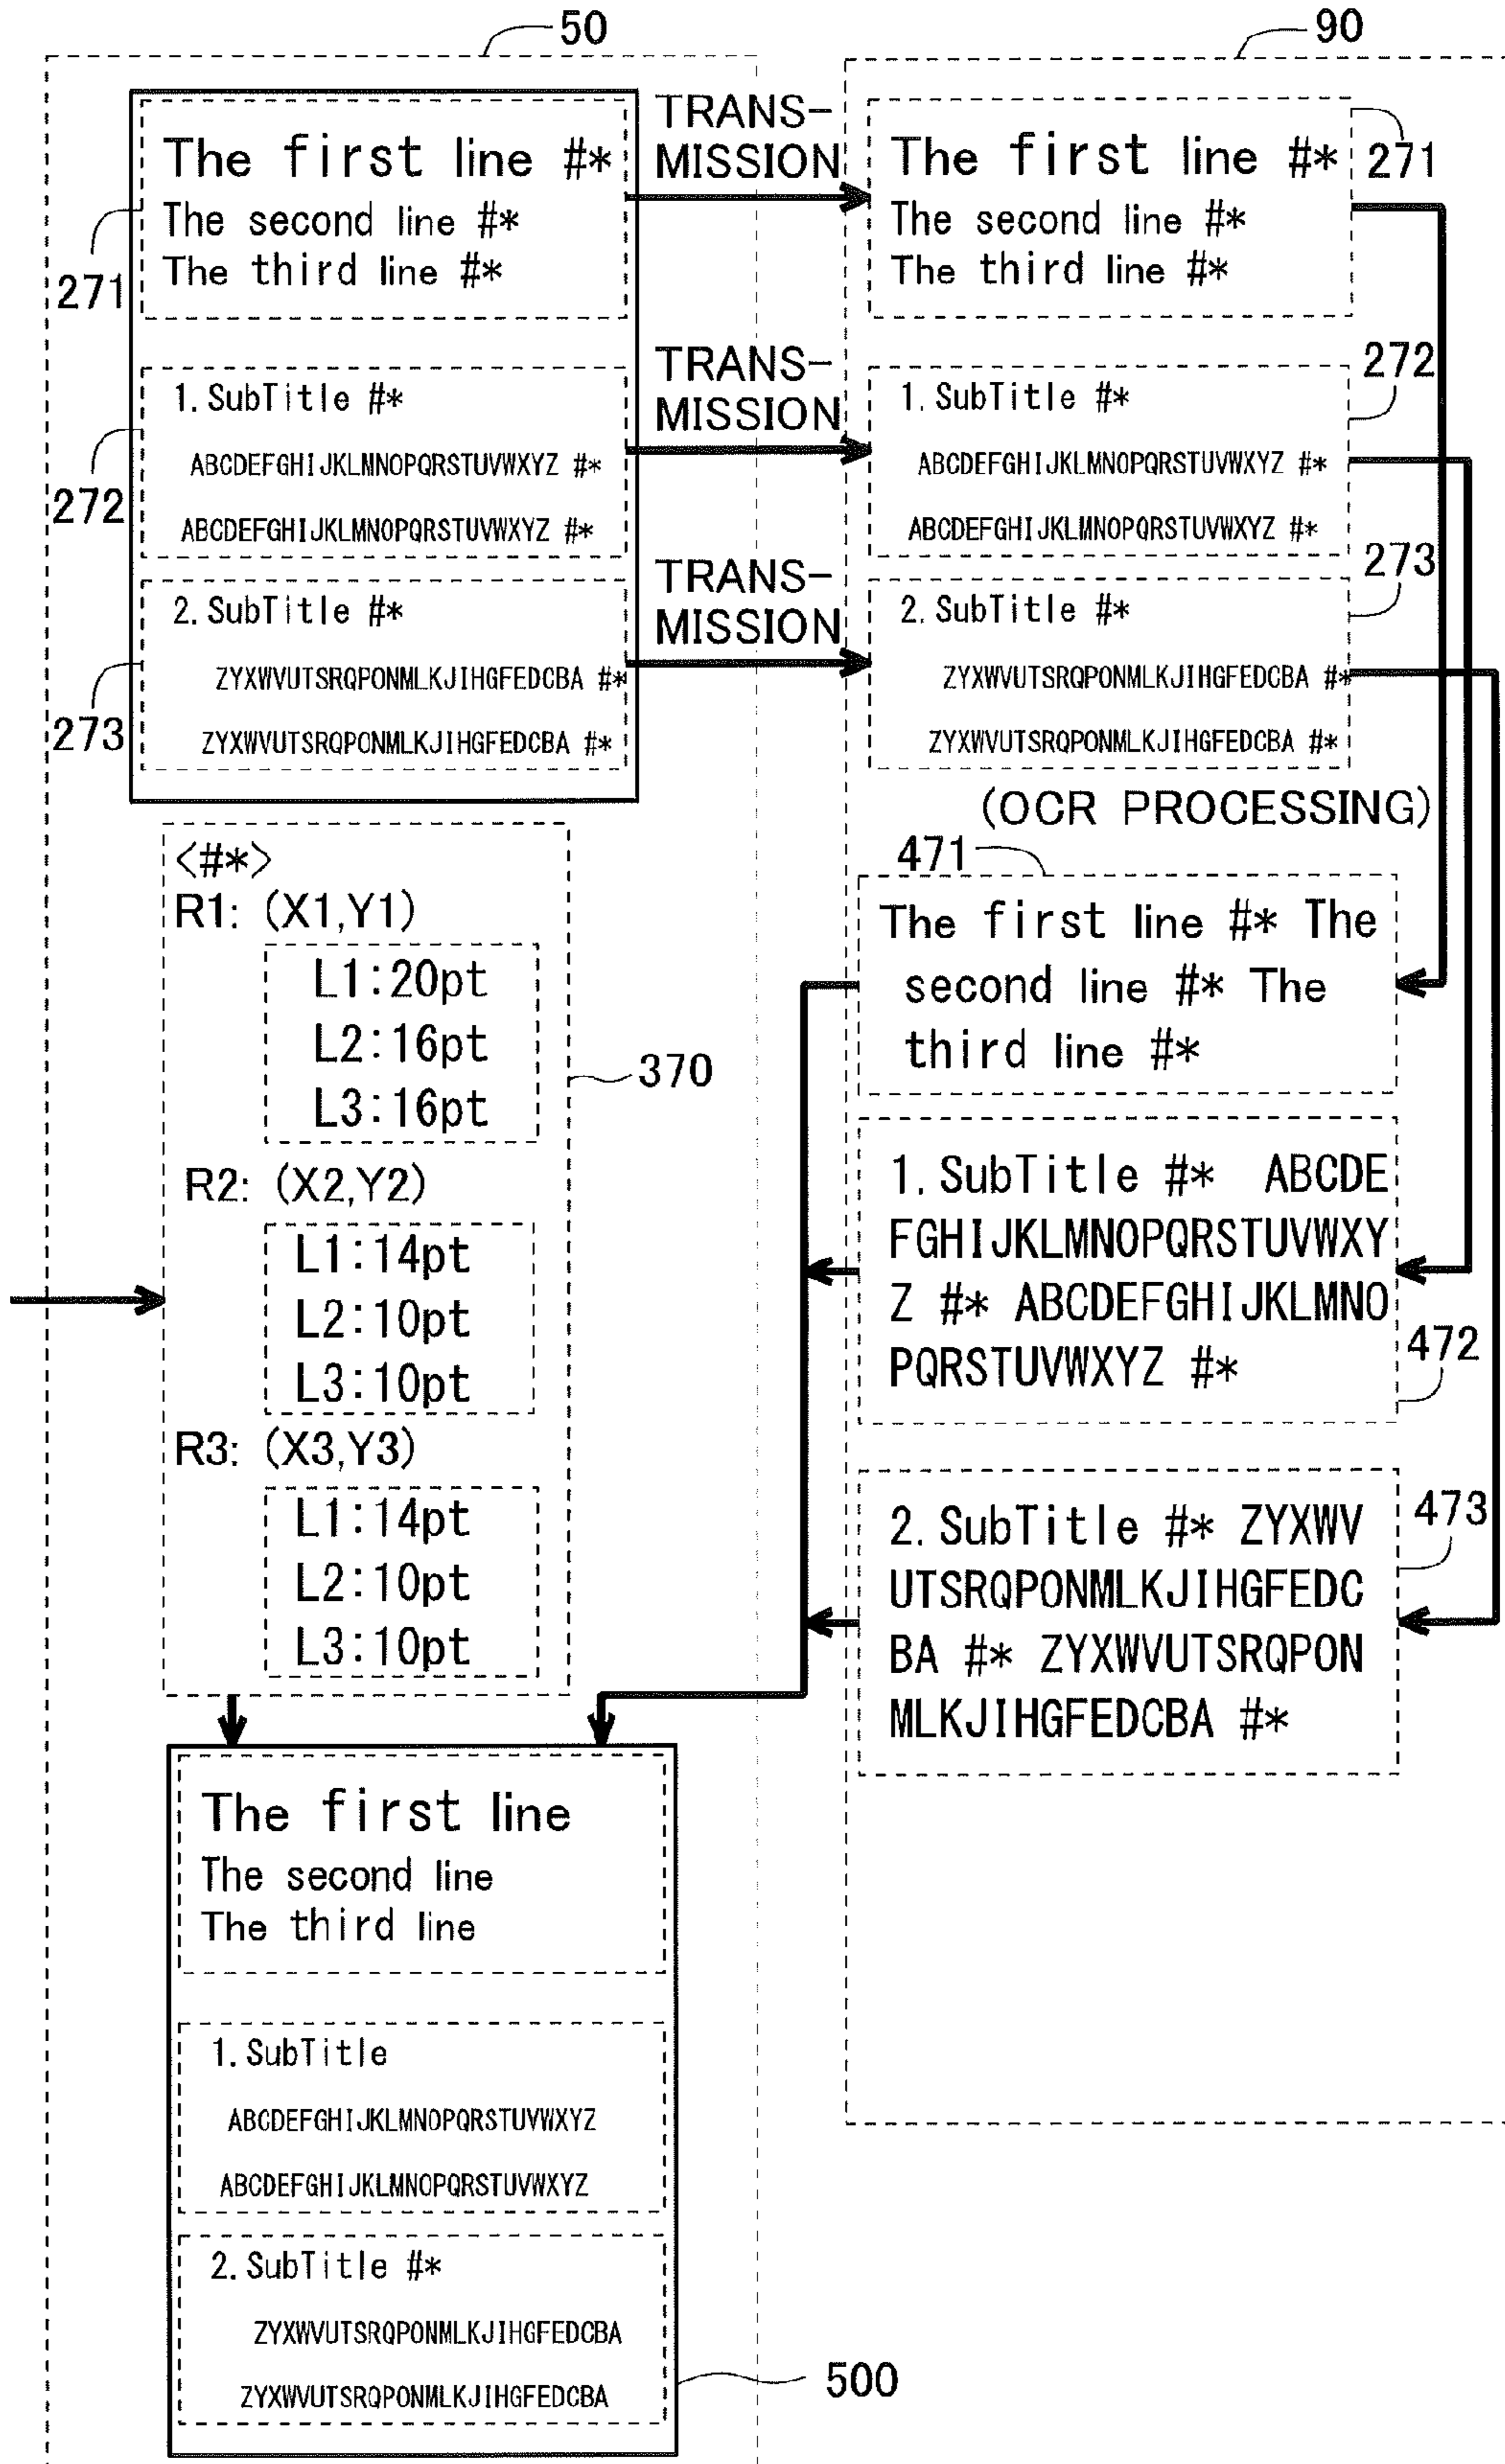 50
The first line #*
The second line #*
The third line #*
271
1.SubTitle #*
ABCDEFGHIJKLMNOPQRSTUVWXYZ #*
ABCDEFGHIJKLMNOPQRSTUVWXYZ #*
272
2.SubTitle #*
ZYXWVUTSRQPONMLKJIHGFEDCBA #*
ZYXWVUTSRQPONMLKJIHGFEDCBA #*
273
TRANS-
MISSION
TRANS-
MISSION
TRANS-
MISSION
90
The first line #*
The second line #*
The third line #*
271
1.SubTitle #*
ABCDEFGHIJKLMNOPQRSTUVWXYZ #*
ABCDEFGHIJKLMNOPQRSTUVWXYZ #*
272
2.SubTitle #*
ZYXWVUTSRQPONMLKJIHGFEDCBA #*
ZYXWVUTSRQPONMLKJIHGFEDCBA #*
273
(OCR PROCESSING)
471
The first line #* The
second line #* The
third line #*
1.SubTitle #* ABCDE
FGHIJKLMNOPQRSTUVWXY
Z #* ABCDEFGHIJKLMNO
PQRSTUVWXYZ #*
472
2.SubTitle #* ZYXWV
UTSRQPONMLKJIHGFEDC
BA #* ZYXWVUTSRQPON
MLKJIHGFEDCBA #*
473
<#*>
R1: (X1,Y1)
L1:20pt
L2:16pt
L3:16pt
R2: (X2,Y2)
L1:14pt
L2:10pt
L3:10pt
R3: (X3,Y3)
L1:14pt
L2:10pt
L3:10pt
370
The first line
The second line
The third line
1.SubTitle
ABCDEFGHIJKLMNOPQRSTUVWXYZ
ABCDEFGHIJKLMNOPQRSTUVWXYZ
2.SubTitle #*
ZYXWVUTSRQPONMLKJIHGFEDCBA
ZYXWVUTSRQPONMLKJIHGFEDCBA
500